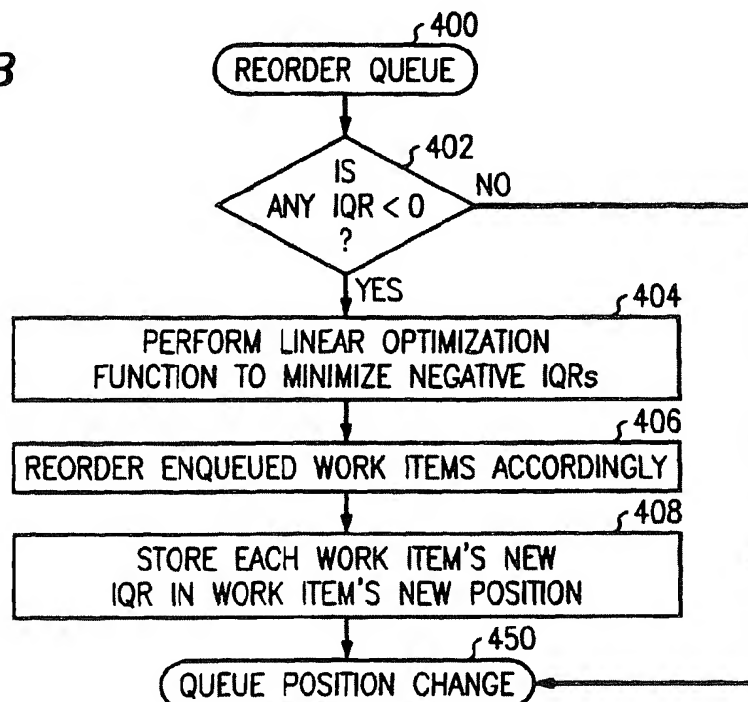 B
400
REORDER QUEUE
402
IS
ANY IQR < 0
?
NO
YES
404
PERFORM LINEAR OPTIMIZATION
FUNCTION TO MINIMIZE NEGATIVE IQRs
406
REORDER ENQUEUED WORK ITEMS ACCORDINGLY
408
STORE EACH WORK ITEM'S NEW
IQR IN WORK ITEM'S NEW POSITION
450
QUEUE POSITION CHANGE